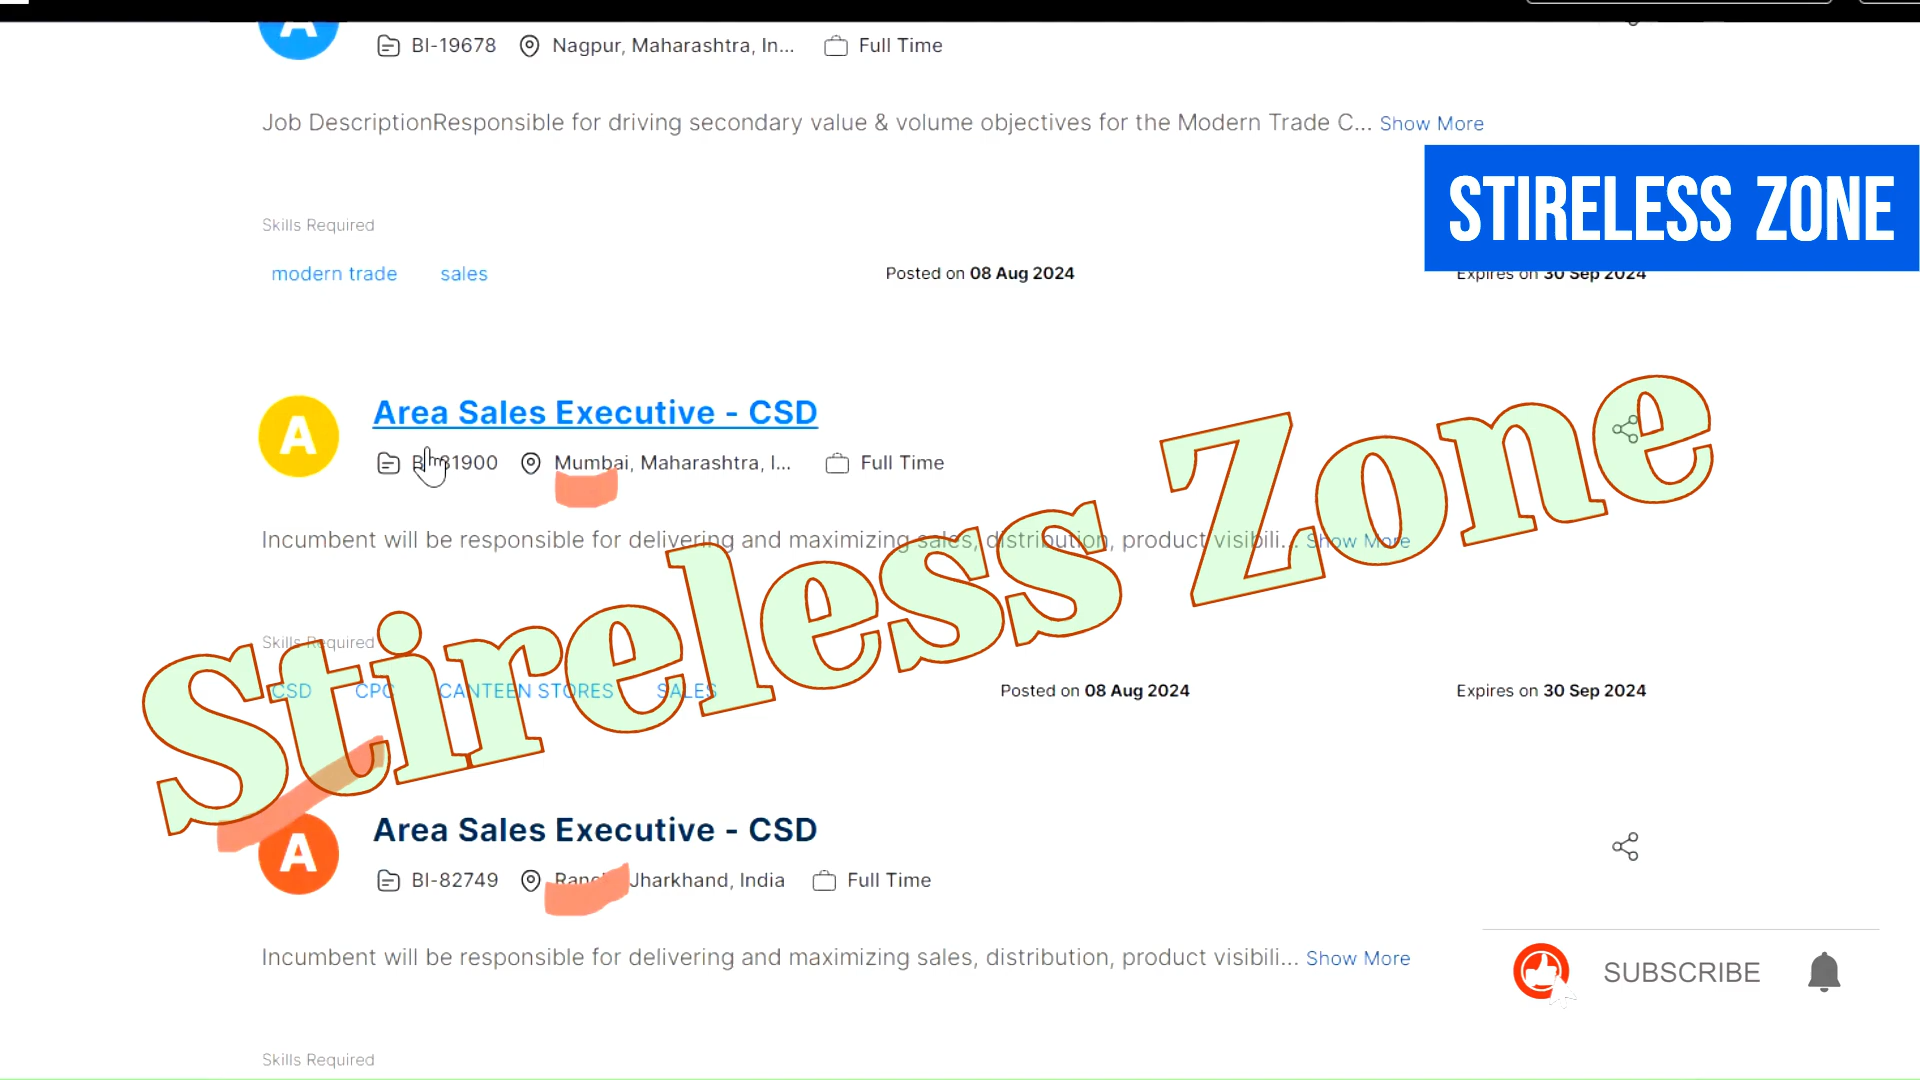 A
BI-19678 Nagpur, Maharashtra, In... Full Time
Job DescriptionResponsible for driving secondary value & volume objectives for the Modern Trade C... Show More
STIRELESS ZONE
Skills Required
modern trade sales Posted on 08 Aug 2024 Expires on 30 Sep 2024
A
Area Sales Executive - CSD
Mumbai, Maharashtra, I... Full Time
Incumbent will be responsible for delivering and maximizing sales, distribution, product visibili... Show More
Stireless Zone
Skills Required
CSD CPC CANTEEN STORES SALES Posted on 08 Aug 2024 Expires on 30 Sep 2024
A
Area Sales Executive - CSD
BI-82749 Jharkhand, India Full Time
Incumbent will be responsible for delivering and maximizing sales, distribution, product visibili... Show More
SUBSCRIBE
Skills Required